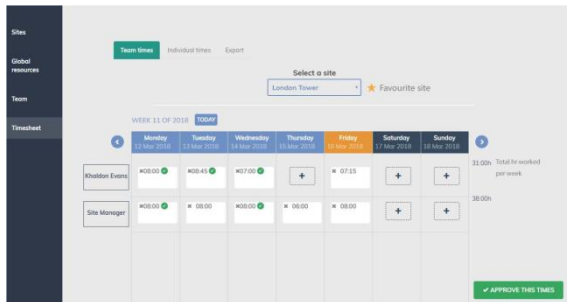 Sites
Global
resources
Team
Timesheet
Team times Individual times Export
Select a site
London Tower ★ Favourite site
WEEK 11 OF 2018 TODAY
Monday Tuesday Wednesday Thursday Friday Saturday Sunday
12 Mar 2018 13 Mar 2018 14 Mar 2018 15 Mar 2018 16 Mar 2018 17 Mar 2018 18 Mar 2018
Khaldon Evans ×08:00 ✓ ×08:45 ✓ ×07:00 ✓ + × 07:15 + + 31:00h Total hr worked
per week
Site Manager ×08:00 ✓ × 08:00 ×08:00 ✓ × 06:00 × 08:00 + + 38:00h
✔ APPROVE THIS TIMES